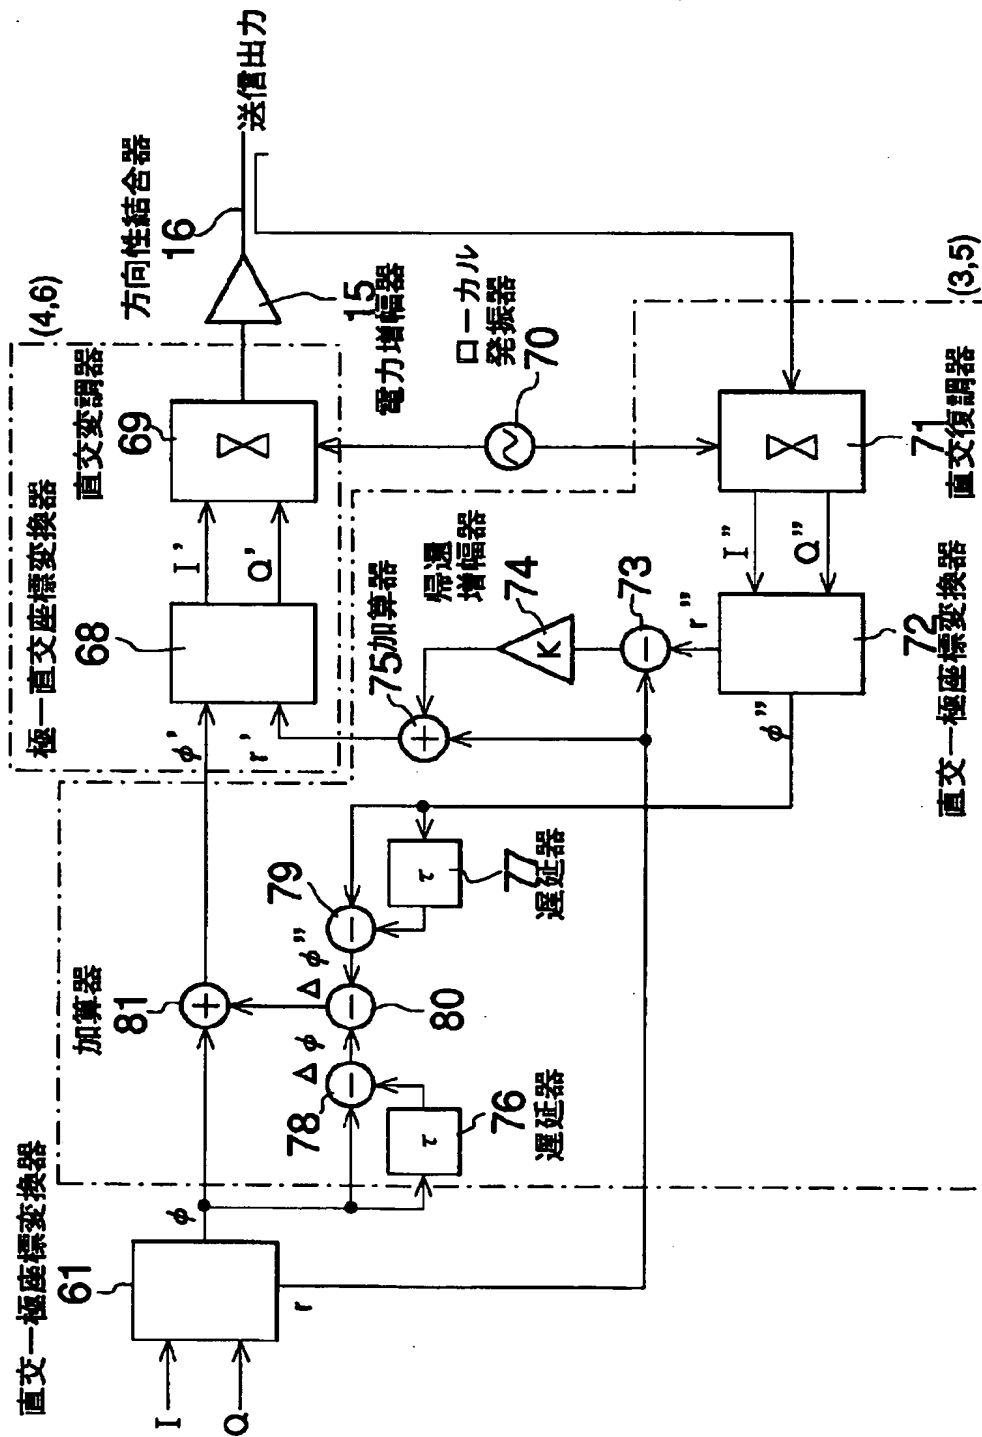 直交ー極座標変換器
61
I
Q
φ
r
加算器
81
78
Δφ
80
Δφ"
79
τ
76
遅延器
τ
77
遅延器
極ー直交座標変換器
68
φ'
r'
I'
Q'
直交変調器
69
(4,6)
方向性結合器
16
送信出力
15
電力増幅器
ローカル
発振器
70
75加算器
帰還
増幅器
74
K
73
r"
φ"
I"
Q"
72
直交ー極座標変換器
71
直交復調器
(3,5)